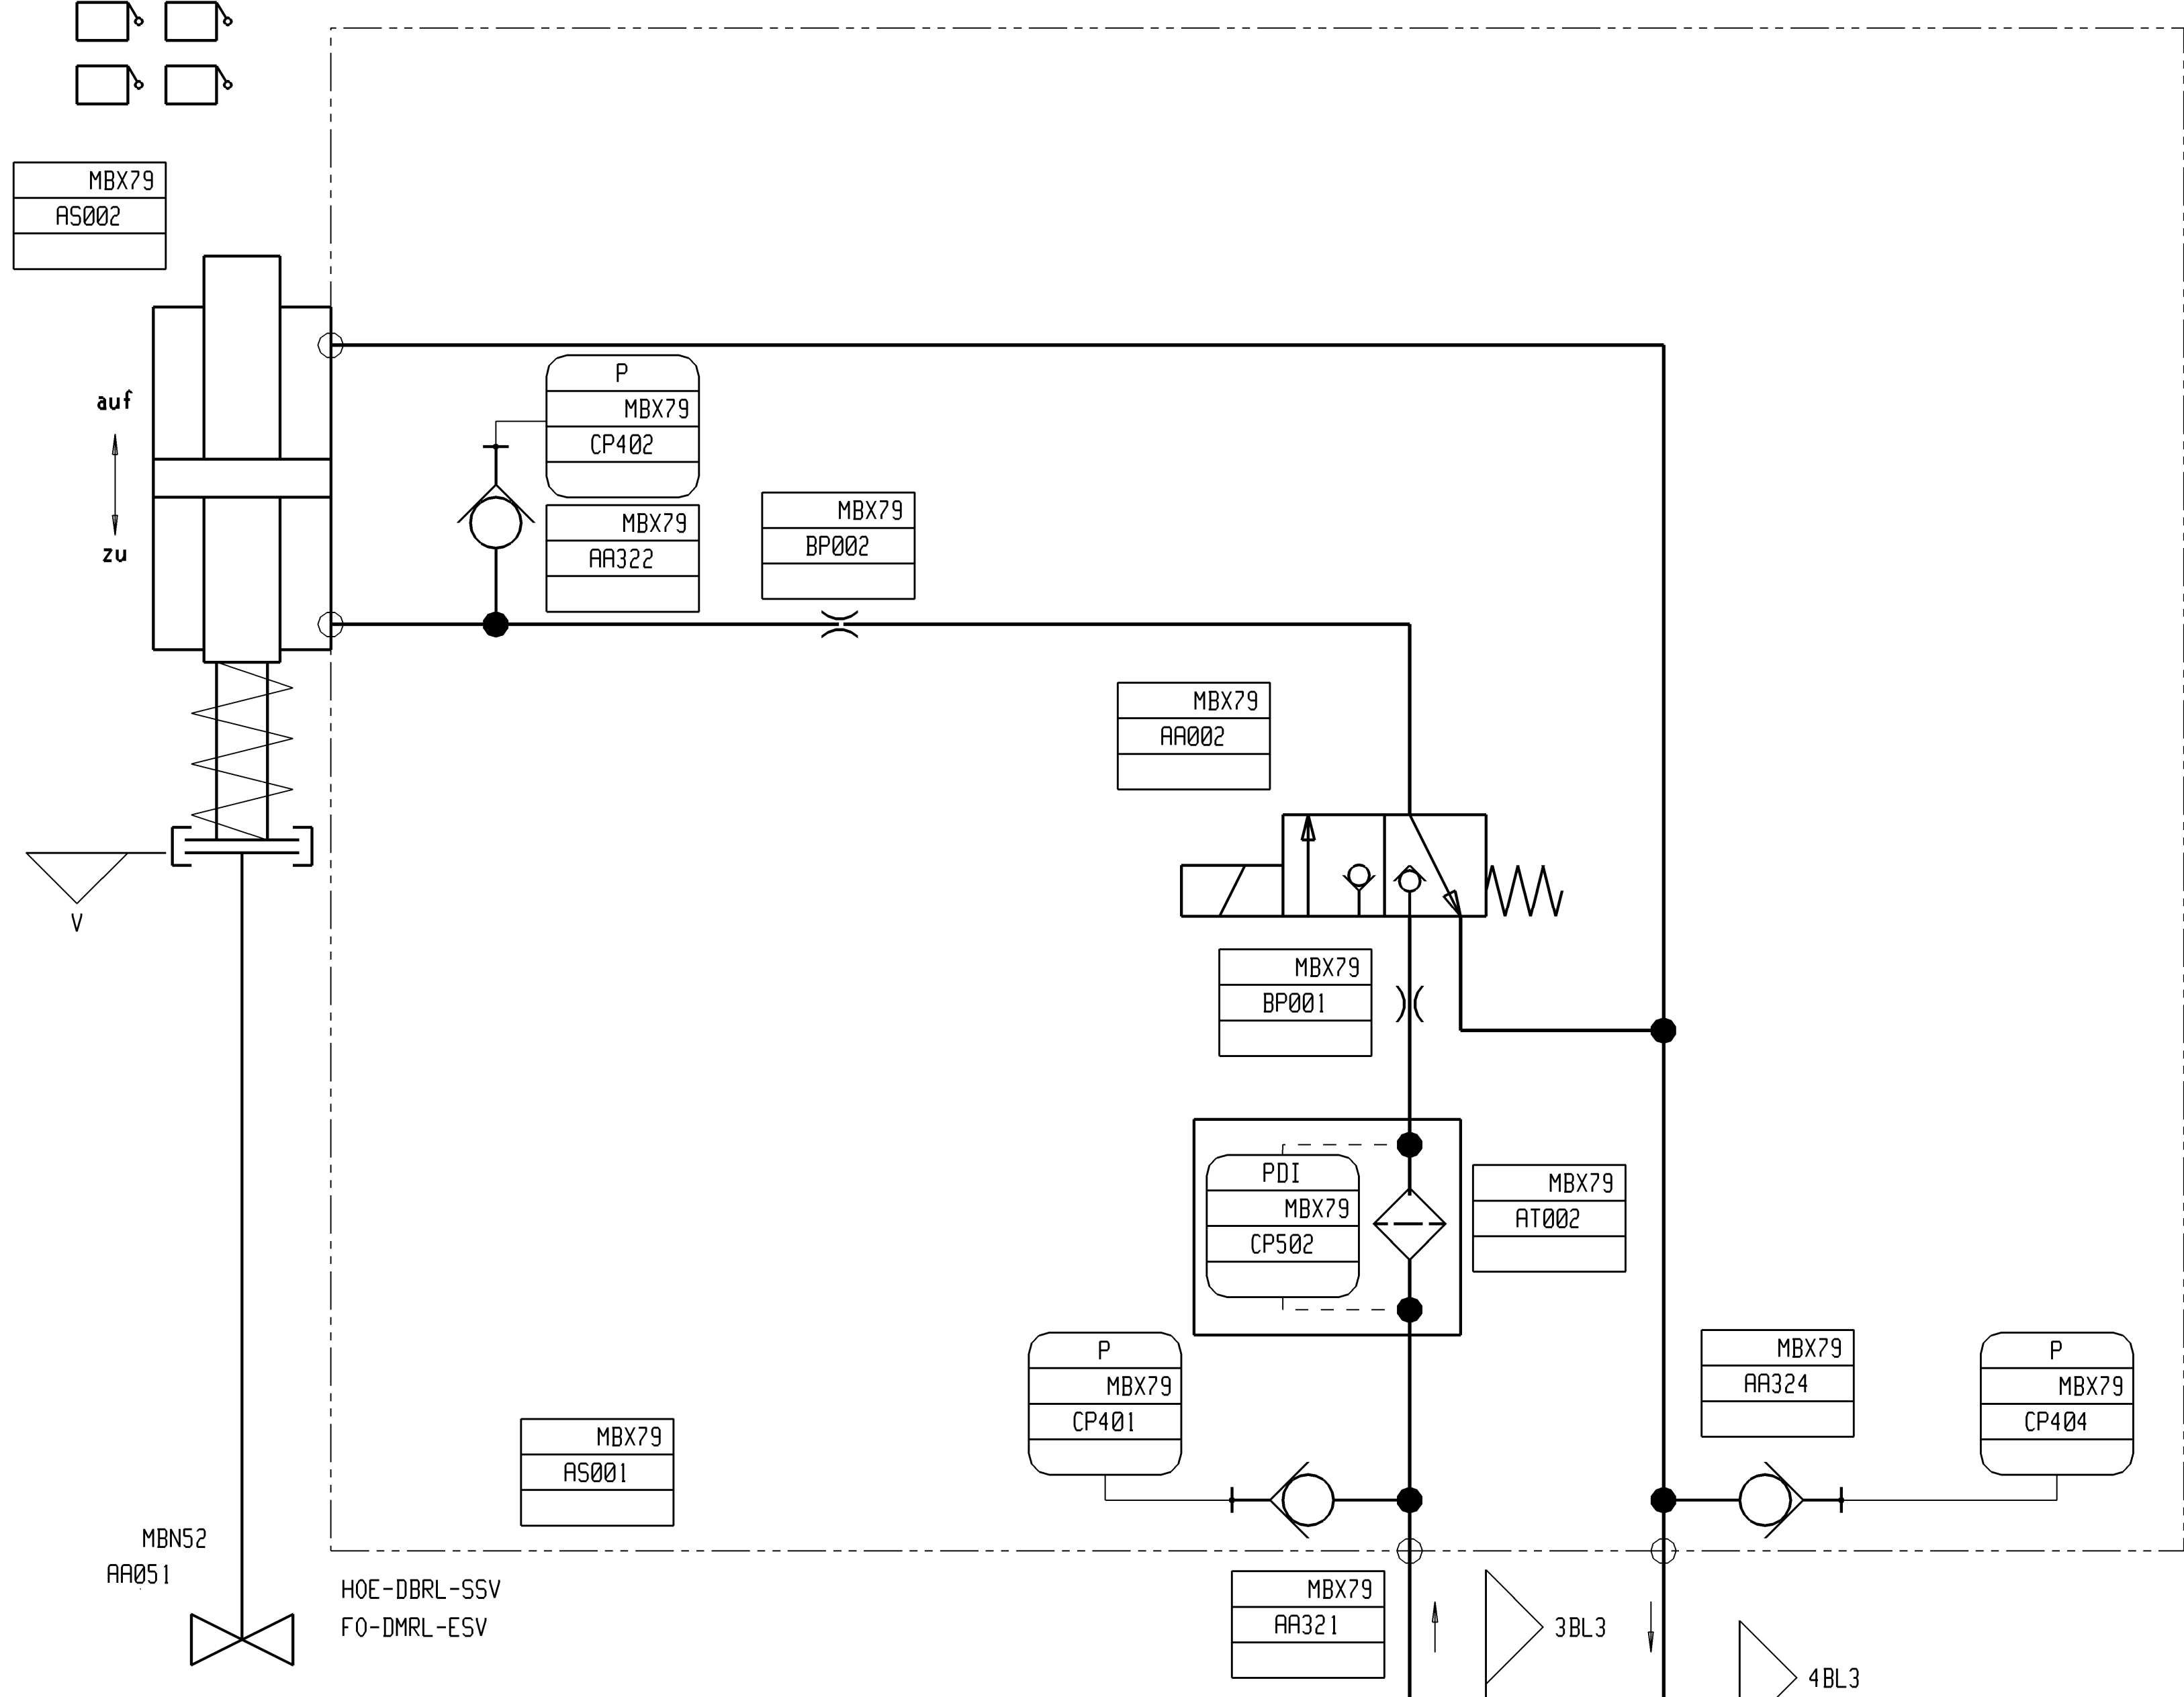 MBX79
AS002
auf
zu
P
MBX79
CP402
MBX79
AA322
MBX79
BP002
MBX79
AA002
V
MBX79
BP001
PDI
MBX79
CP502
MBX79
AT002
P
MBX79
CP401
MBX79
AA324
P
MBX79
CP404
MBX79
AS001
MBN52
AA051
HOE-DBRL-SSV
FO-DMRL-ESV
MBX79
AA321
3BL3
4BL3